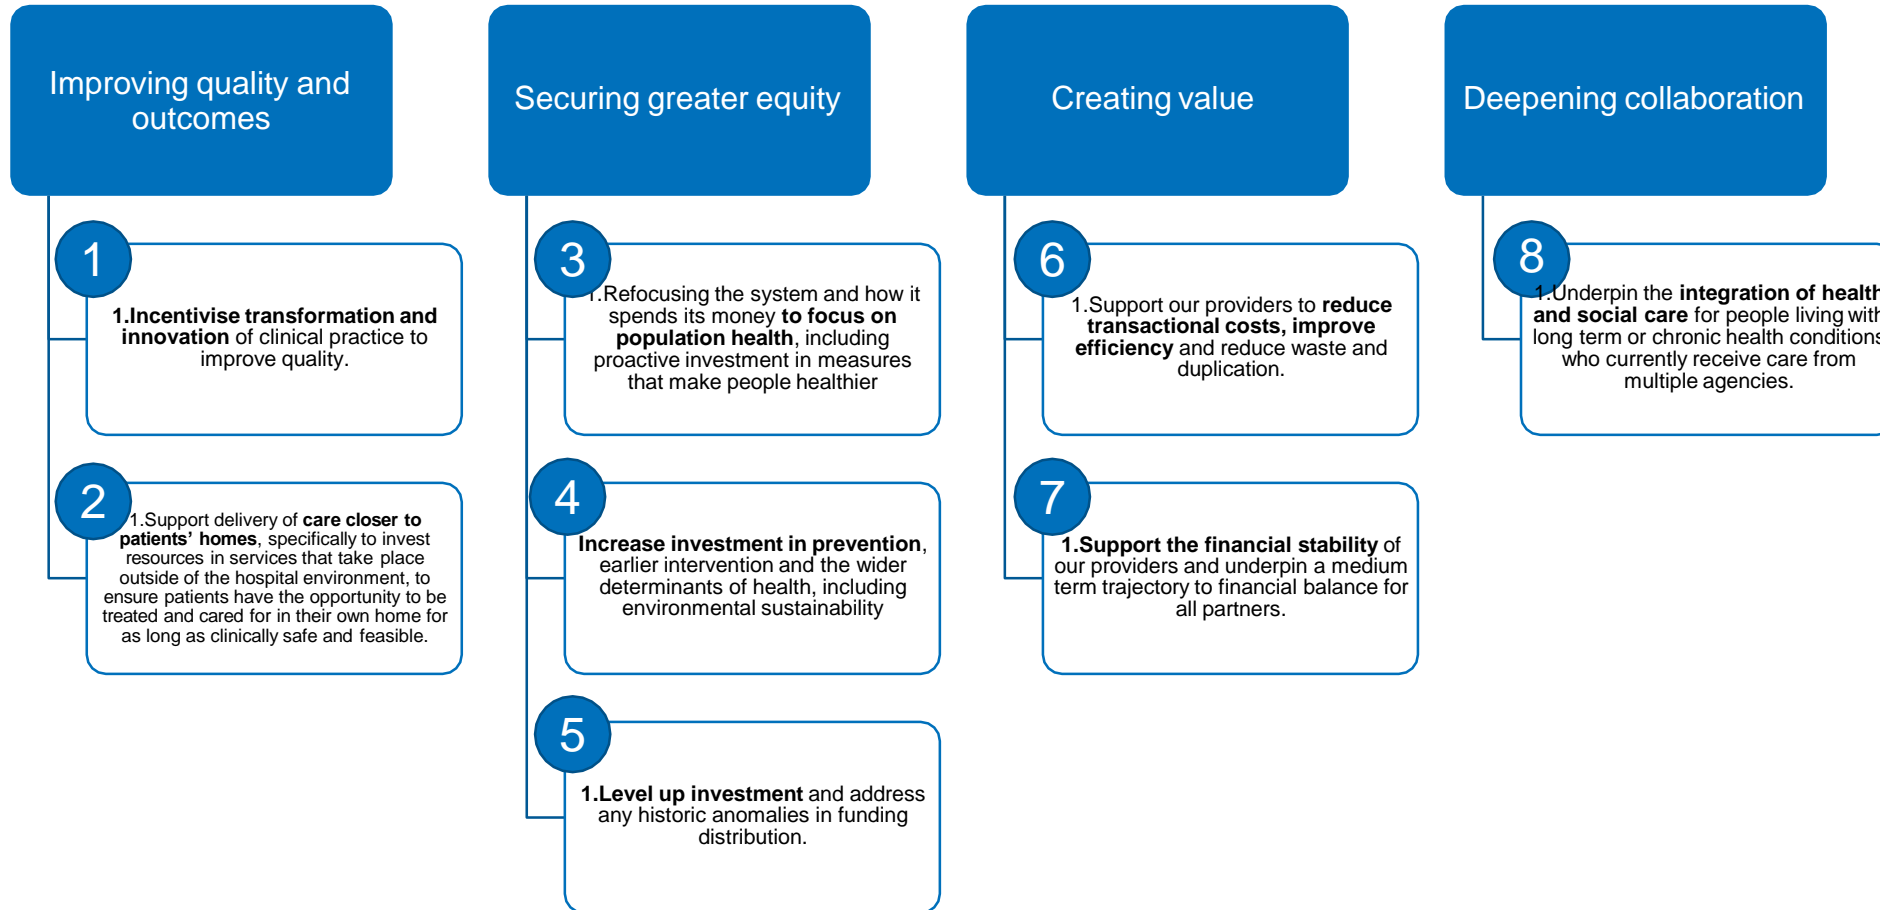 Improving quality and
outcomes
1
1.Incentivise transformation and
innovation of clinical practice to
improve quality.
2
1.Support delivery of care closer to
patients’ homes, specifically to invest
resources in services that take place
outside of the hospital environment, to
ensure patients have the opportunity to be
treated and cared for in their own home for
as long as clinically safe and feasible.
Securing greater equity
3
1.Refocusing the system and how it
spends its money to focus on
population health, including
proactive investment in measures
that make people healthier
4
Increase investment in prevention,
earlier intervention and the wider
determinants of health, including
environmental sustainability
5
1.Level up investment and address
any historic anomalies in funding
distribution.
Creating value
6
1.Support our providers to reduce
transactional costs, improve
efficiency and reduce waste and
duplication.
7
1.Support the financial stability of
our providers and underpin a medium
term trajectory to financial balance for
all partners.
Deepening collaboration
8
1.Underpin the integration of health
and social care for people living with
long term or chronic health conditions
who currently receive care from
multiple agencies.